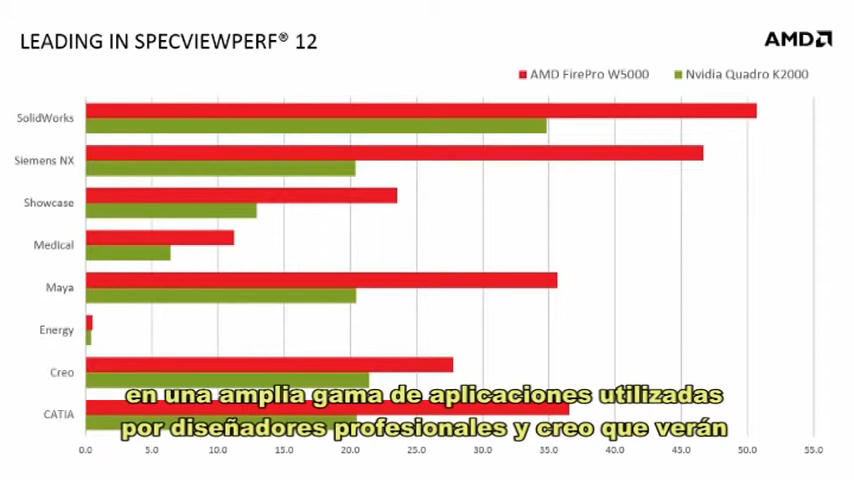 LEADING IN SPECVIEWPERF® 12
AMD
AMD FirePro W5000
Nvidia Quadro K2000
SolidWorks
Siemens NX
Showcase
Medical
Maya
Energy
Creo
CATIA
en una amplia gama de aplicaciones utilizadas
por diseñadores profesionales y creo que verán
0.0 5.0 10.0 15.0 20.0 25.0 30.0 35.0 40.0 45.0 50.0 55.0